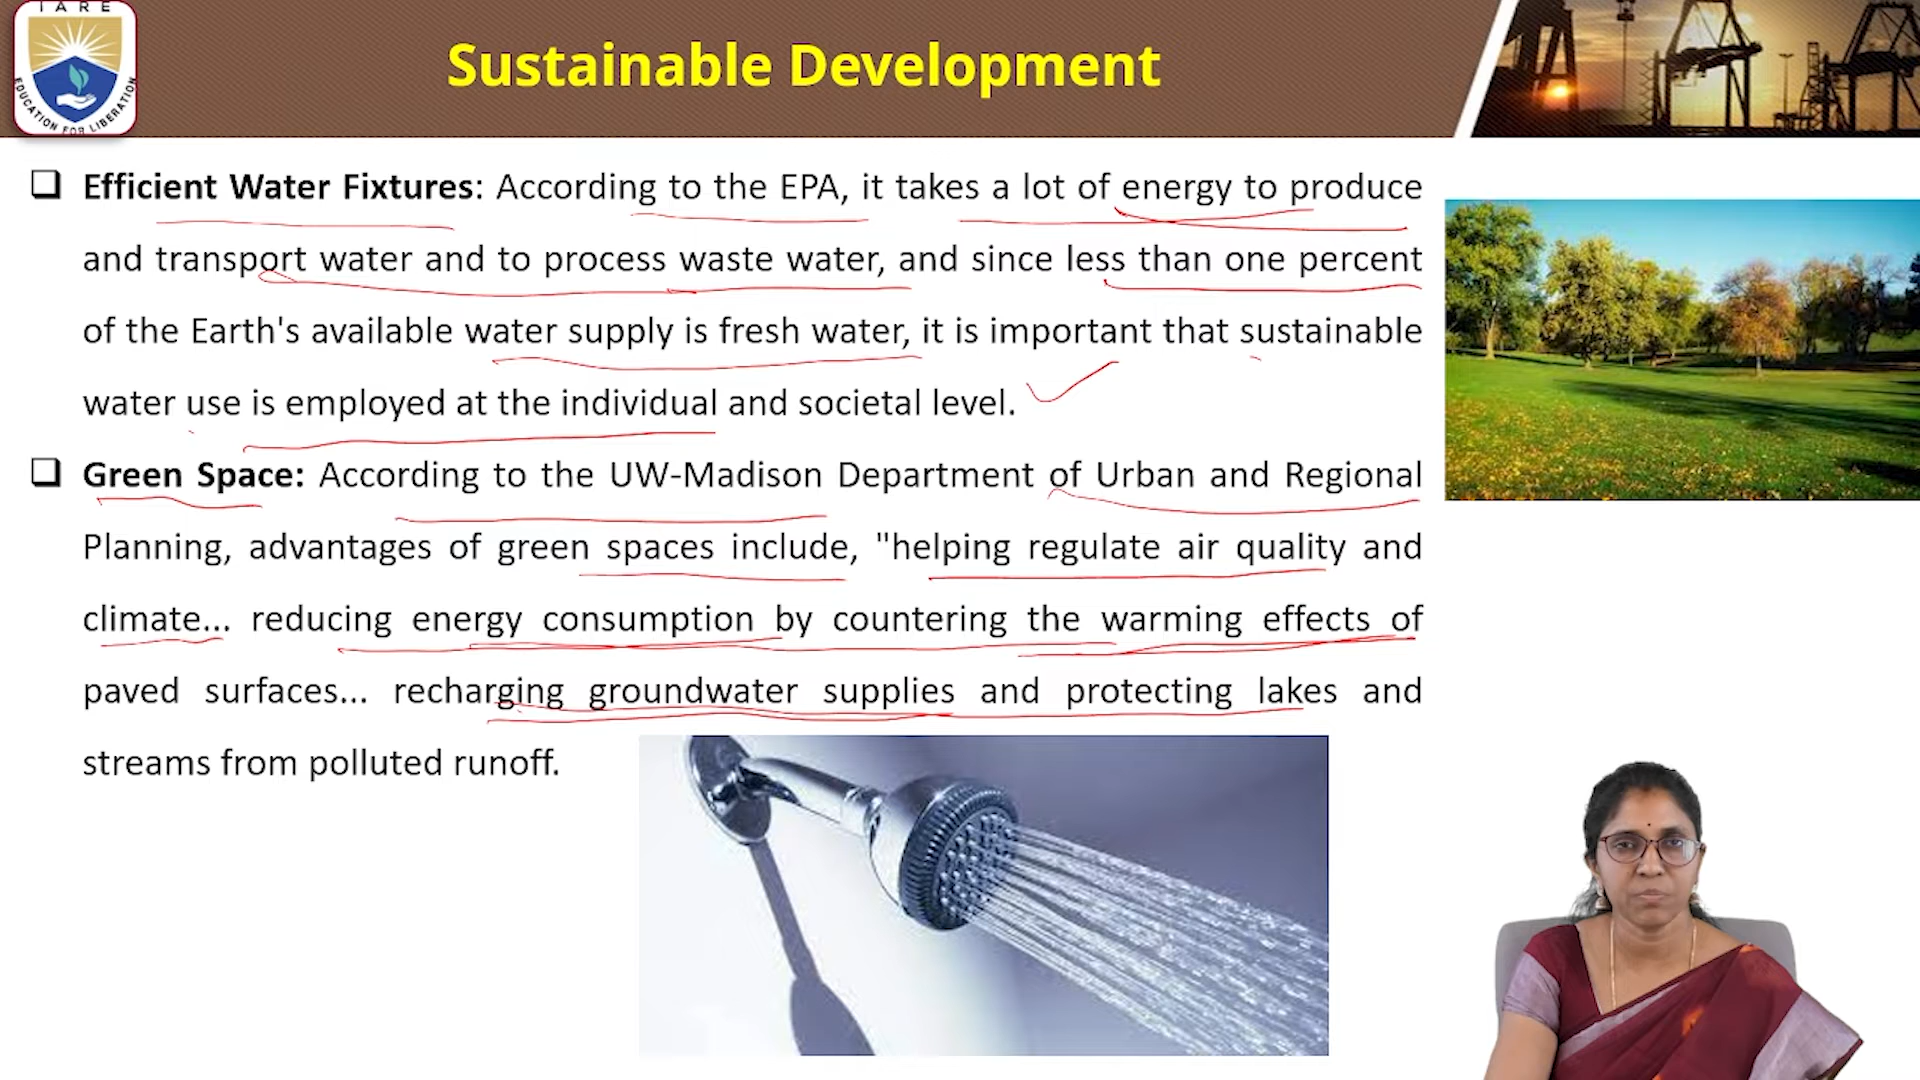 IARE
EDUCATION FOR LIBERATION
Sustainable Development
Efficient Water Fixtures: According to the EPA, it takes a lot of energy to produce
and transport water and to process waste water, and since less than one percent
of the Earth's available water supply is fresh water, it is important that sustainable
water use is employed at the individual and societal level.
Green Space: According to the UW-Madison Department of Urban and Regional
Planning, advantages of green spaces include, "helping regulate air quality and
climate... reducing energy consumption by countering the warming effects of
paved surfaces... recharging groundwater supplies and protecting lakes and
streams from polluted runoff.